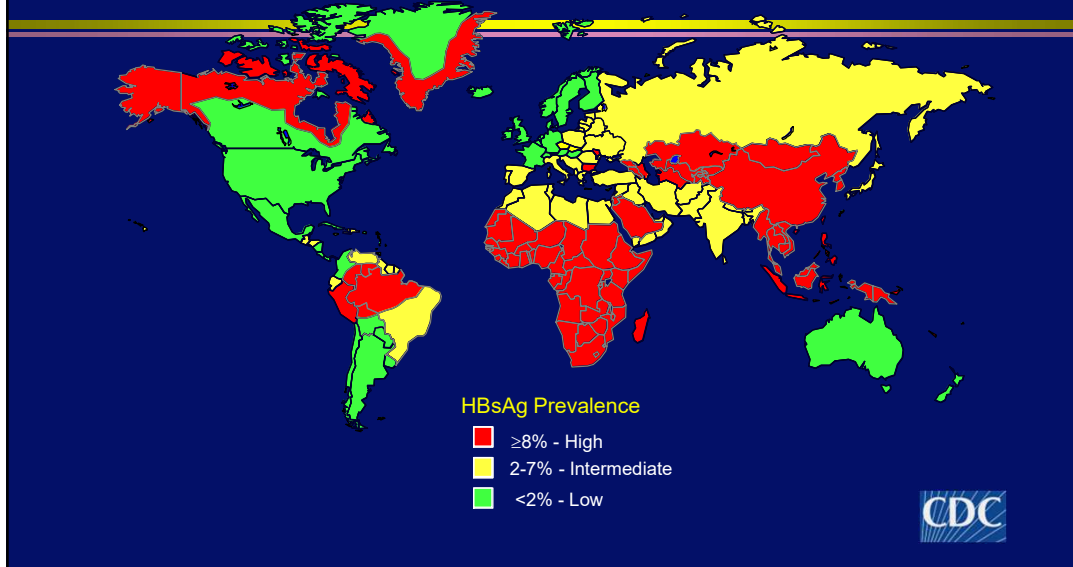 HBsAg Prevalence
≥8% - High
2-7% - Intermediate
<2% - Low
CDC